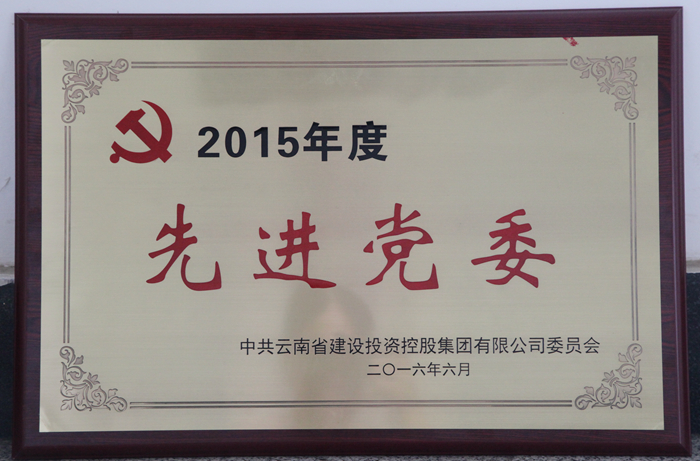 2015年度
先进党委
中共云南省建设投资控股集团有限公司委员会
二〇一六年六月